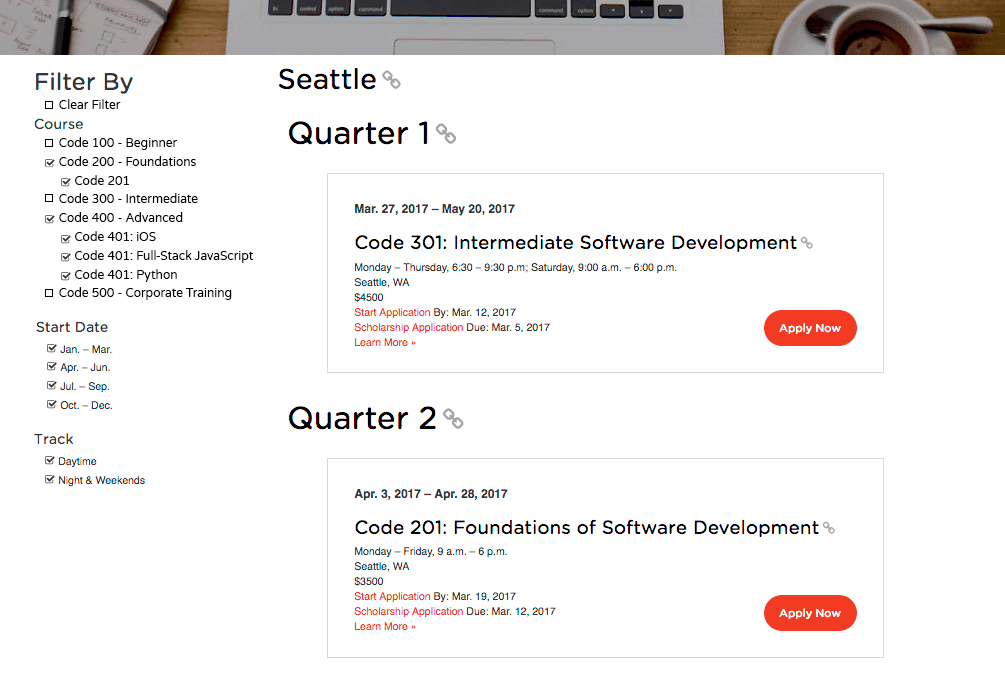 control
option
command
command
option
Filter By
Clear Filter
Course
Code 100 - Beginner
Code 200 - Foundations
Code 201
Code 300 - Intermediate
Code 400 - Advanced
Code 401: iOS
Code 401: Full-Stack JavaScript
Code 401: Python
Code 500 - Corporate Training
Start Date
Jan. – Mar.
Apr. – Jun.
Jul. – Sep.
Oct. – Dec.
Track
Daytime
Night & Weekends
Seattle
Quarter 1
Mar. 27, 2017 – May 20, 2017
Code 301: Intermediate Software Development
Monday – Thursday, 6:30 – 9:30 p.m; Saturday, 9:00 a.m. – 6:00 p.m.
Seattle, WA
$4500
Start Application By: Mar. 12, 2017
Scholarship Application Due: Mar. 5, 2017
Learn More »
Apply Now
Quarter 2
Apr. 3, 2017 – Apr. 28, 2017
Code 201: Foundations of Software Development
Monday – Friday, 9 a.m. – 6 p.m.
Seattle, WA
$3500
Start Application By: Mar. 19, 2017
Scholarship Application Due: Mar. 12, 2017
Learn More »
Apply Now